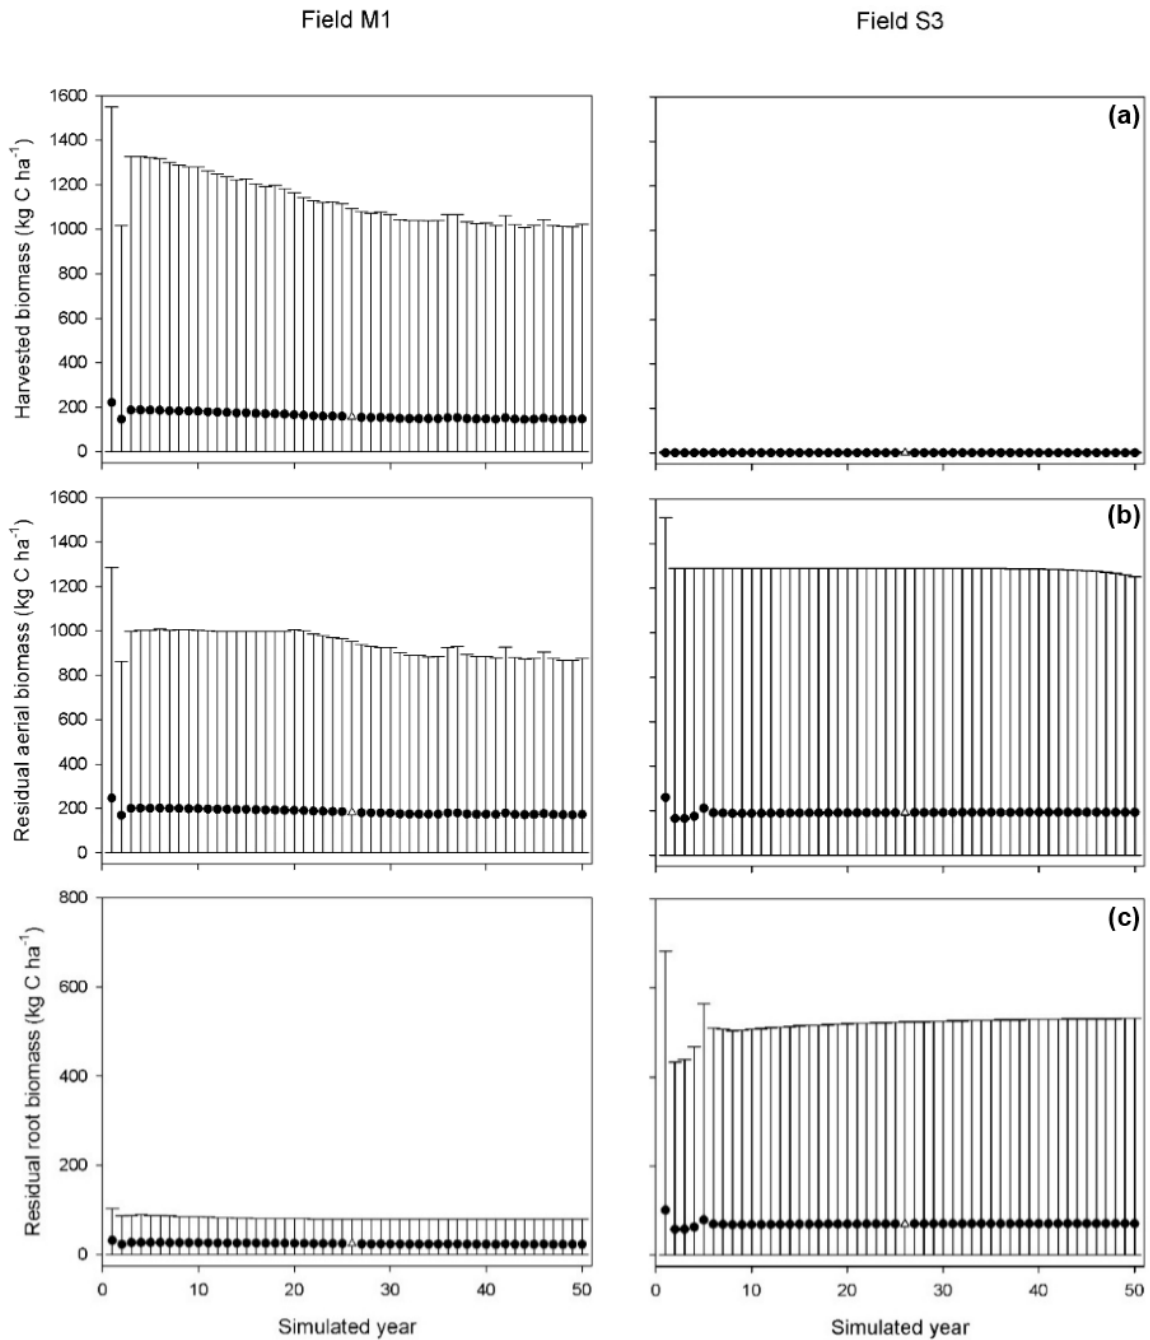 Field M1
Field S3
1600
1400
1200
1000
800
600
400
200
0
Harvested biomass (kg C ha⁻¹)
(a)
1600
1400
1200
1000
800
600
400
200
0
Residual aerial biomass (kg C ha⁻¹)
(b)
800
600
400
200
0
Residual root biomass (kg C ha⁻¹)
(c)
0 10 20 30 40 50
0 10 20 30 40 50
Simulated year
Simulated year